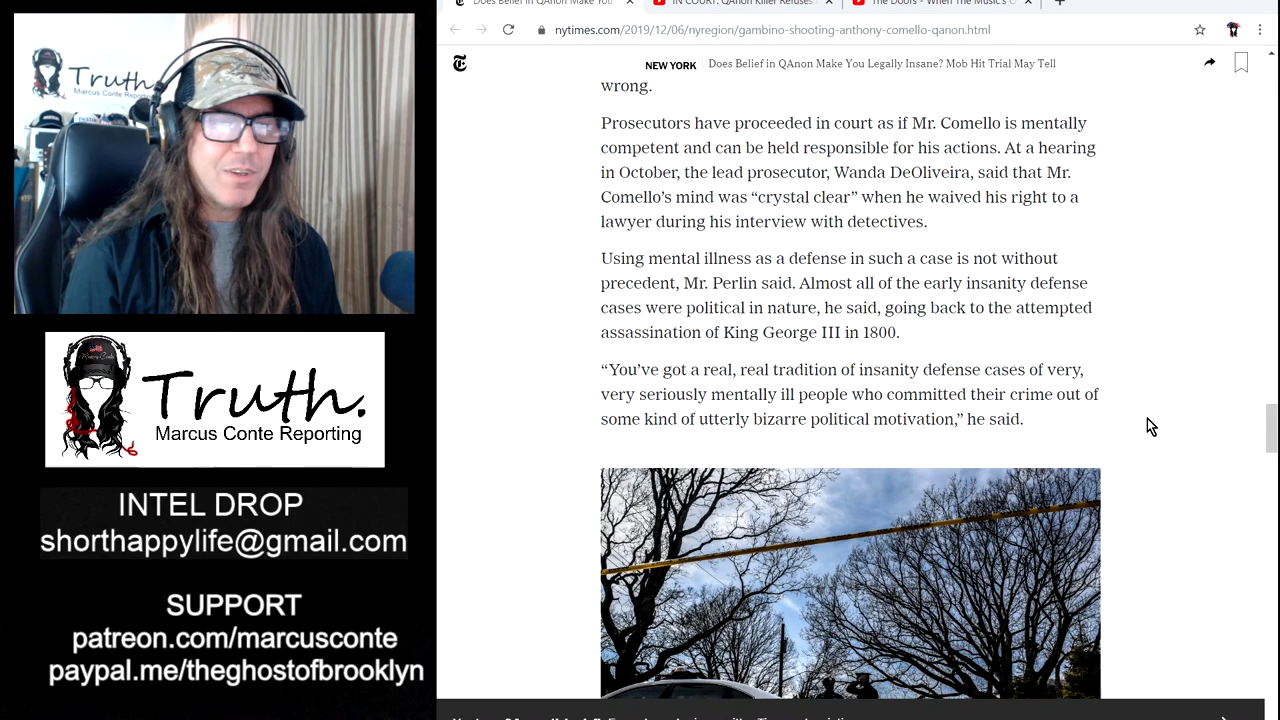 Does Belief in QAnon Make You
IN COURT: QAnon Killer Refuses
The Doors - When The Music's O
nytimes.com/2019/12/06/nyregion/gambino-shooting-anthony-comello-qanon.html
NEW YORK Does Belief in QAnon Make You Legally Insane? Mob Hit Trial May Tell
wrong.
Prosecutors have proceeded in court as if Mr. Comello is mentally
competent and can be held responsible for his actions. At a hearing
in October, the lead prosecutor, Wanda DeOliveira, said that Mr.
Comello’s mind was “crystal clear” when he waived his right to a
lawyer during his interview with detectives.
Using mental illness as a defense in such a case is not without
precedent, Mr. Perlin said. Almost all of the early insanity defense
cases were political in nature, he said, going back to the attempted
assassination of King George III in 1800.
“You’ve got a real, real tradition of insanity defense cases of very,
very seriously mentally ill people who committed their crime out of
some kind of utterly bizarre political motivation,” he said.
Truth.
Marcus Conte Reporting
Truth.
Marcus Conte Reporting
INTEL DROP
shorthappylife@gmail.com
SUPPORT
patreon.com/marcusconte
paypal.me/theghostofbrooklyn